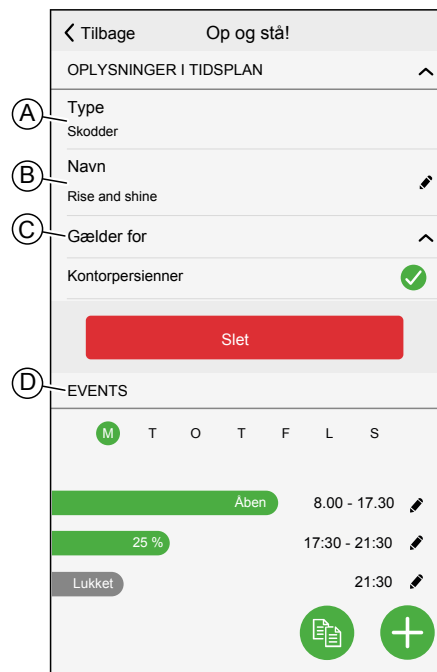 Tilbage Op og stå!
OPLYSNINGER I TIDSPLAN
A Type
Skodder
B Navn
Rise and shine
C Gælder for
Kontorpersienner
Slet
D EVENTS
M T O T F L S
Åben 8.00 - 17.30
25 % 17:30 - 21:30
Lukket 21:30